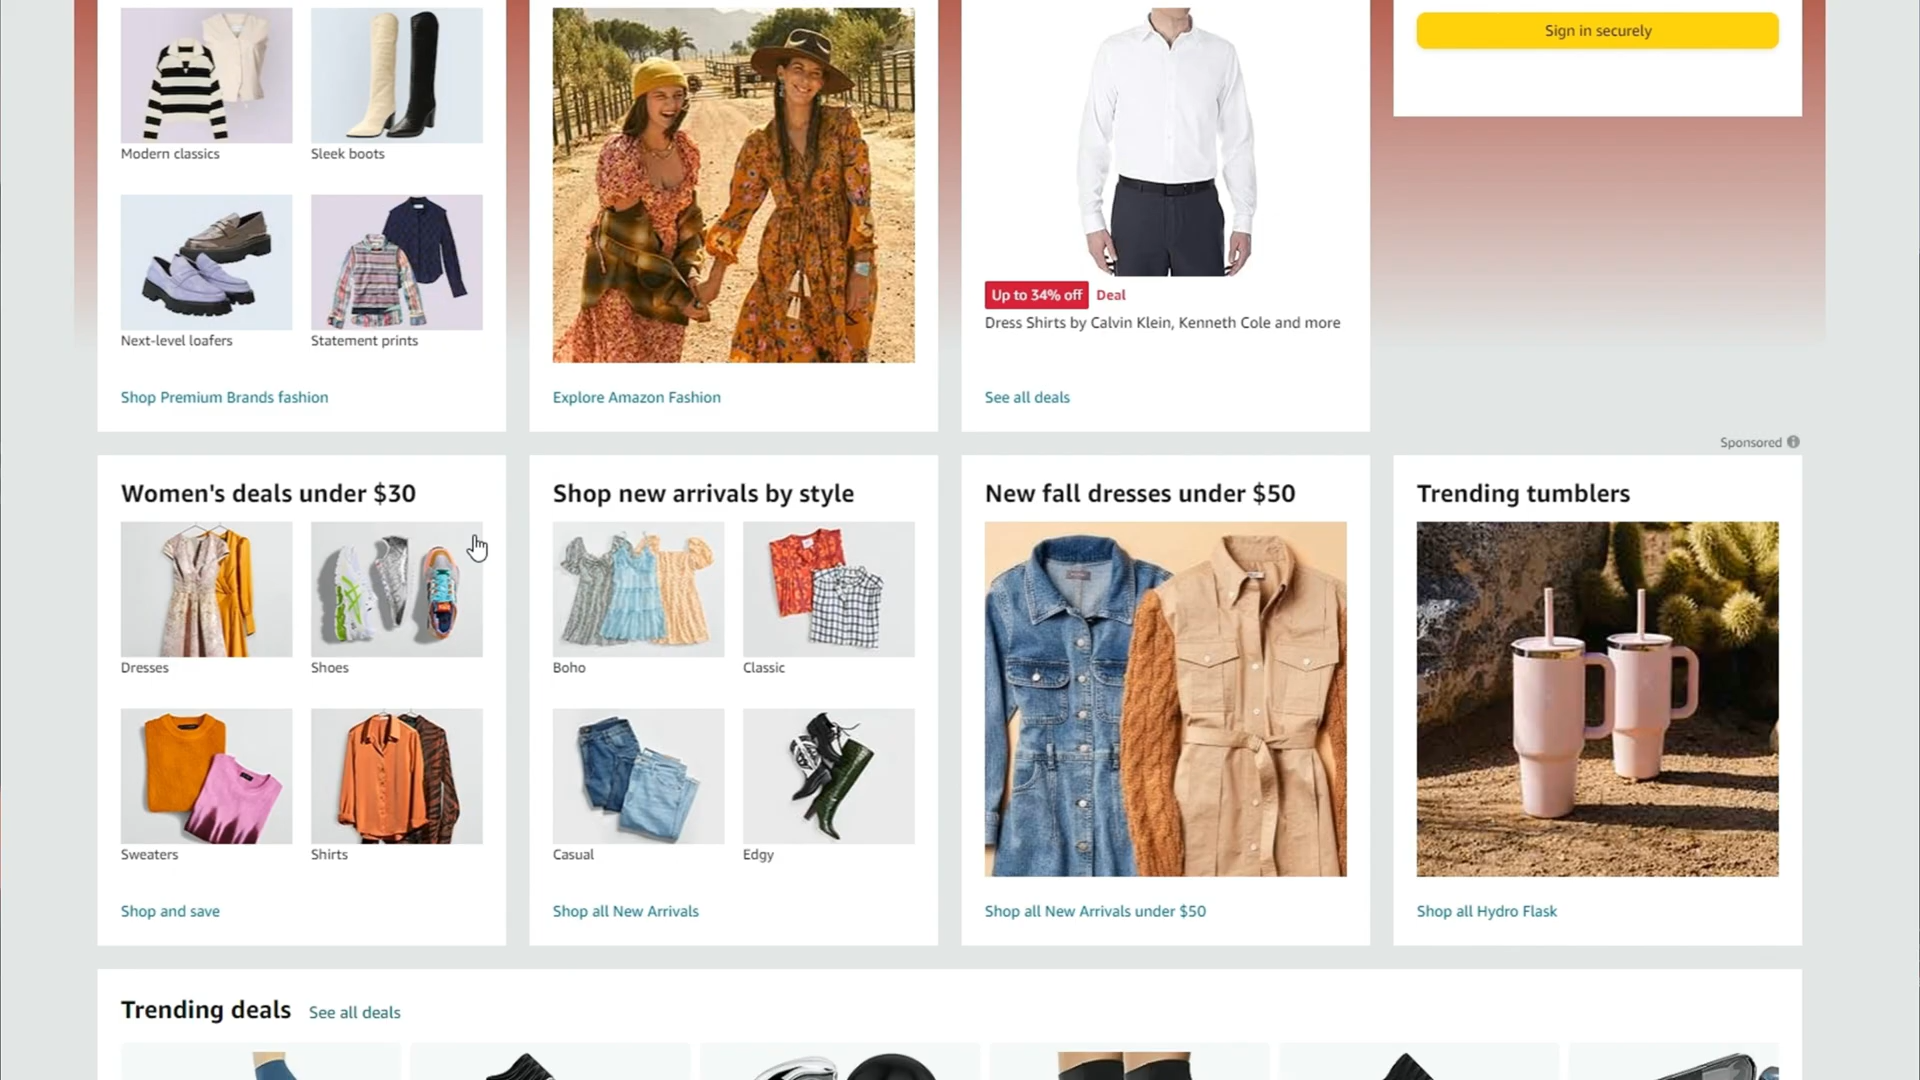 Sign in securely
Modern classics
Sleek boots
Next-level loafers
Statement prints
Shop Premium Brands fashion
Explore Amazon Fashion
Up to 34% off Deal
Dress Shirts by Calvin Klein, Kenneth Cole and more
See all deals
Sponsored
Women's deals under $30
Dresses
Shoes
Sweaters
Shirts
Shop and save
Shop new arrivals by style
Boho
Classic
Casual
Edgy
Shop all New Arrivals
New fall dresses under $50
Shop all New Arrivals under $50
Trending tumblers
Shop all Hydro Flask
Trending deals See all deals